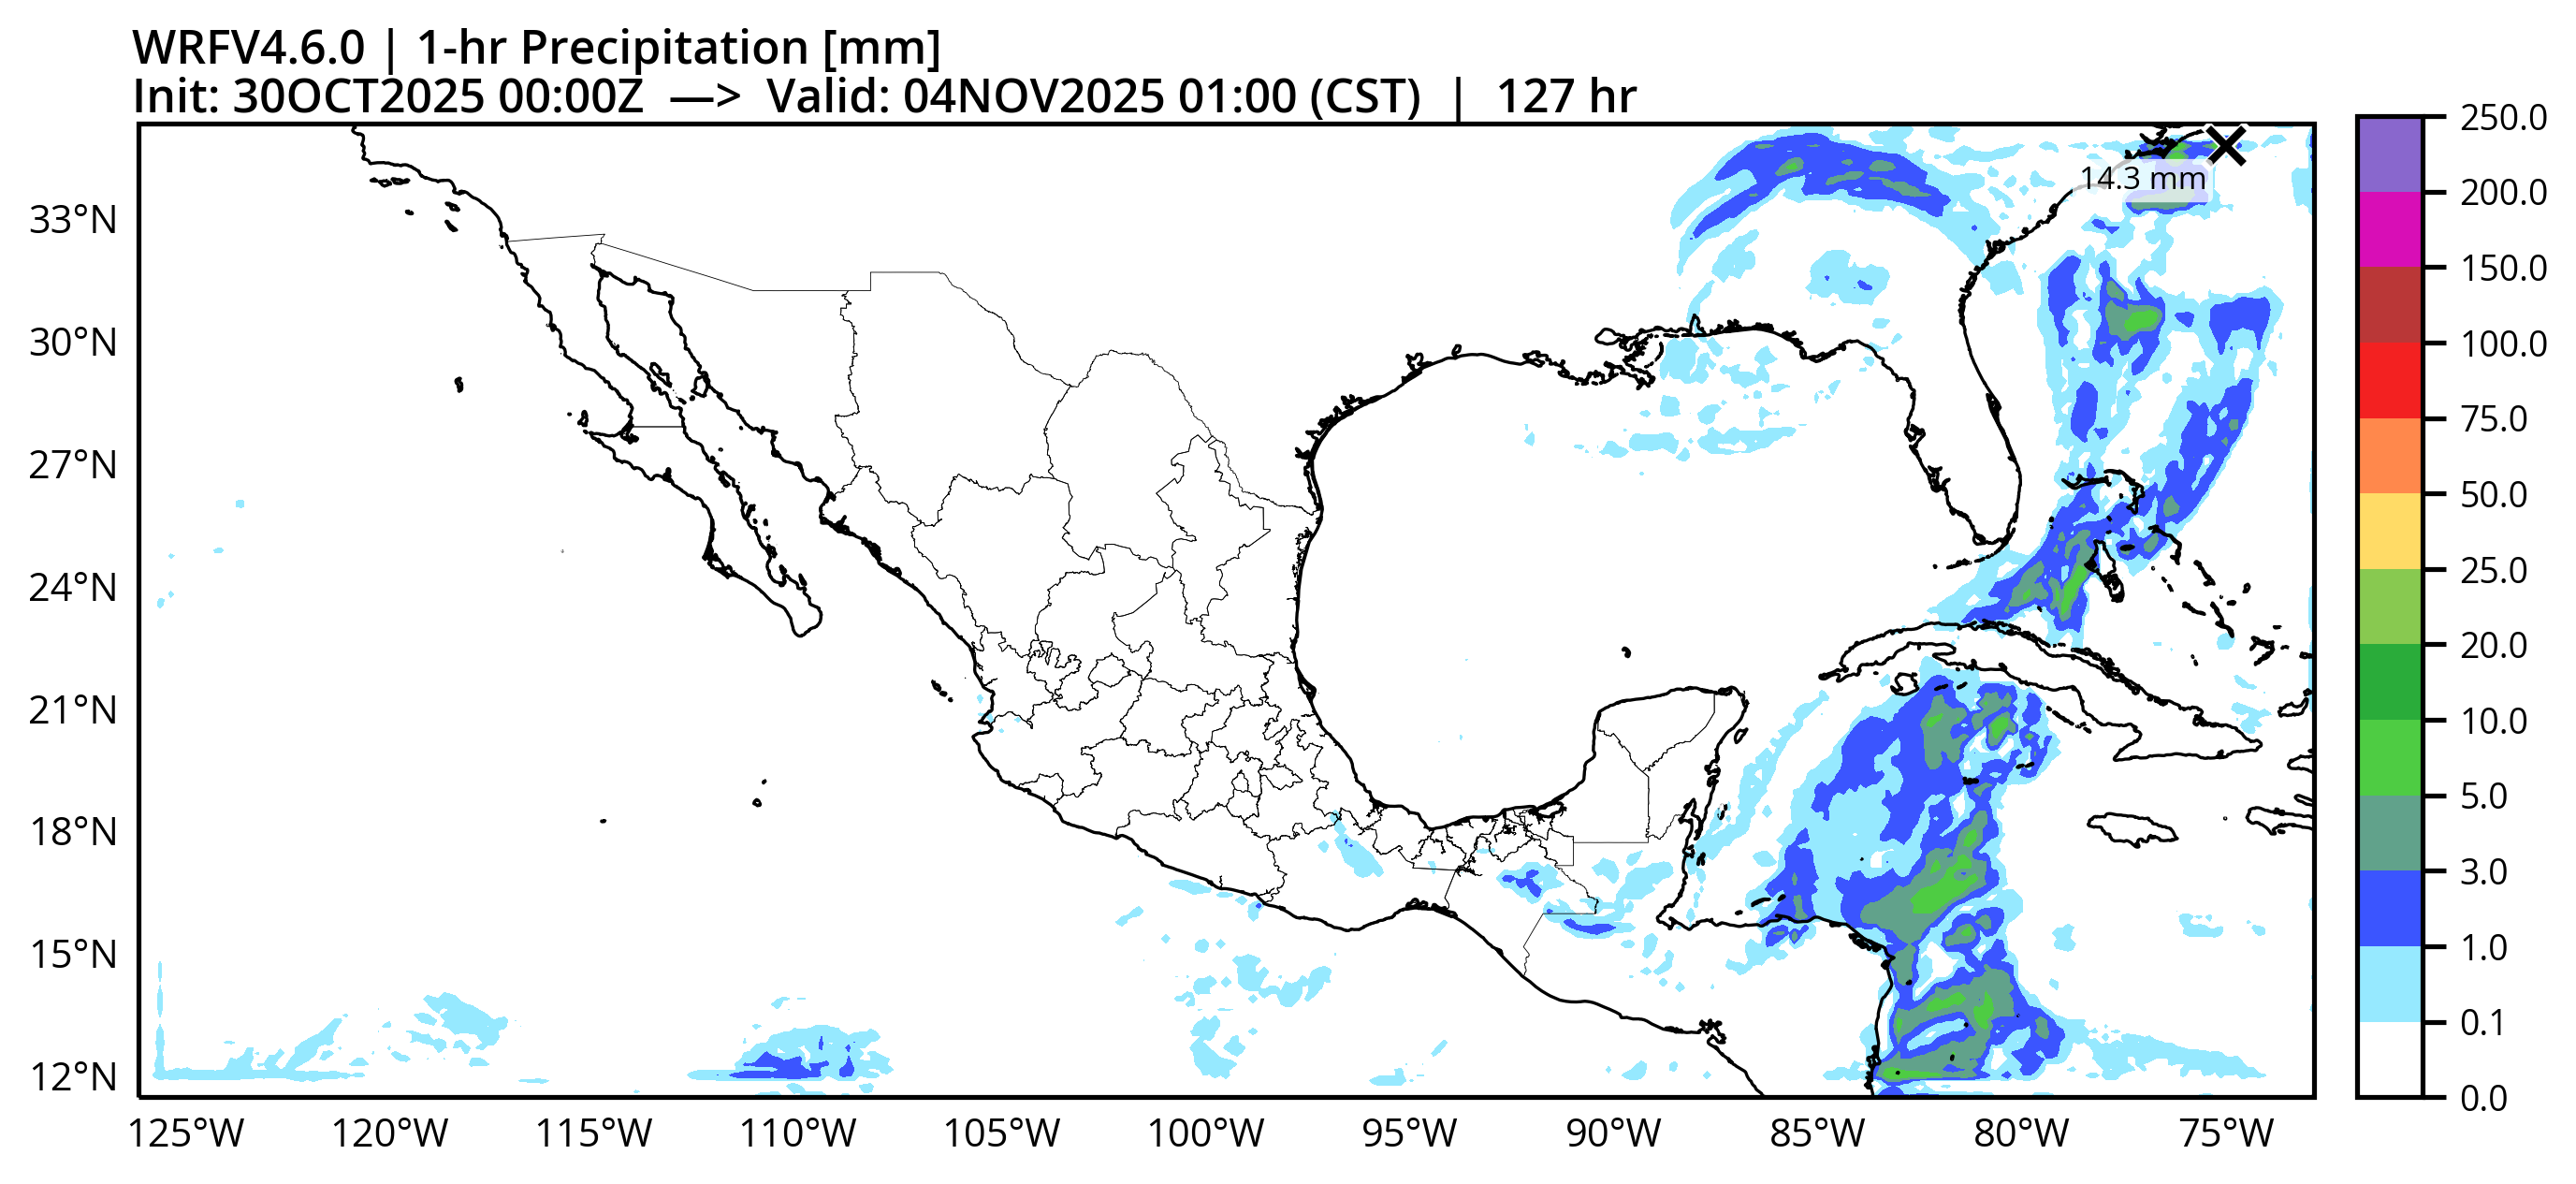 WRFV4.6.0 | 1-hr Precipitation [mm]
Init: 30OCT2025 00:00Z —> Valid: 04NOV2025 01:00 (CST) | 127 hr
14.3 mm
33°N
30°N
27°N
24°N
21°N
18°N
15°N
12°N
125°W 120°W 115°W 110°W 105°W 100°W 95°W 90°W 85°W 80°W 75°W
250.0
200.0
150.0
100.0
75.0
50.0
25.0
20.0
10.0
5.0
3.0
1.0
0.1
0.0